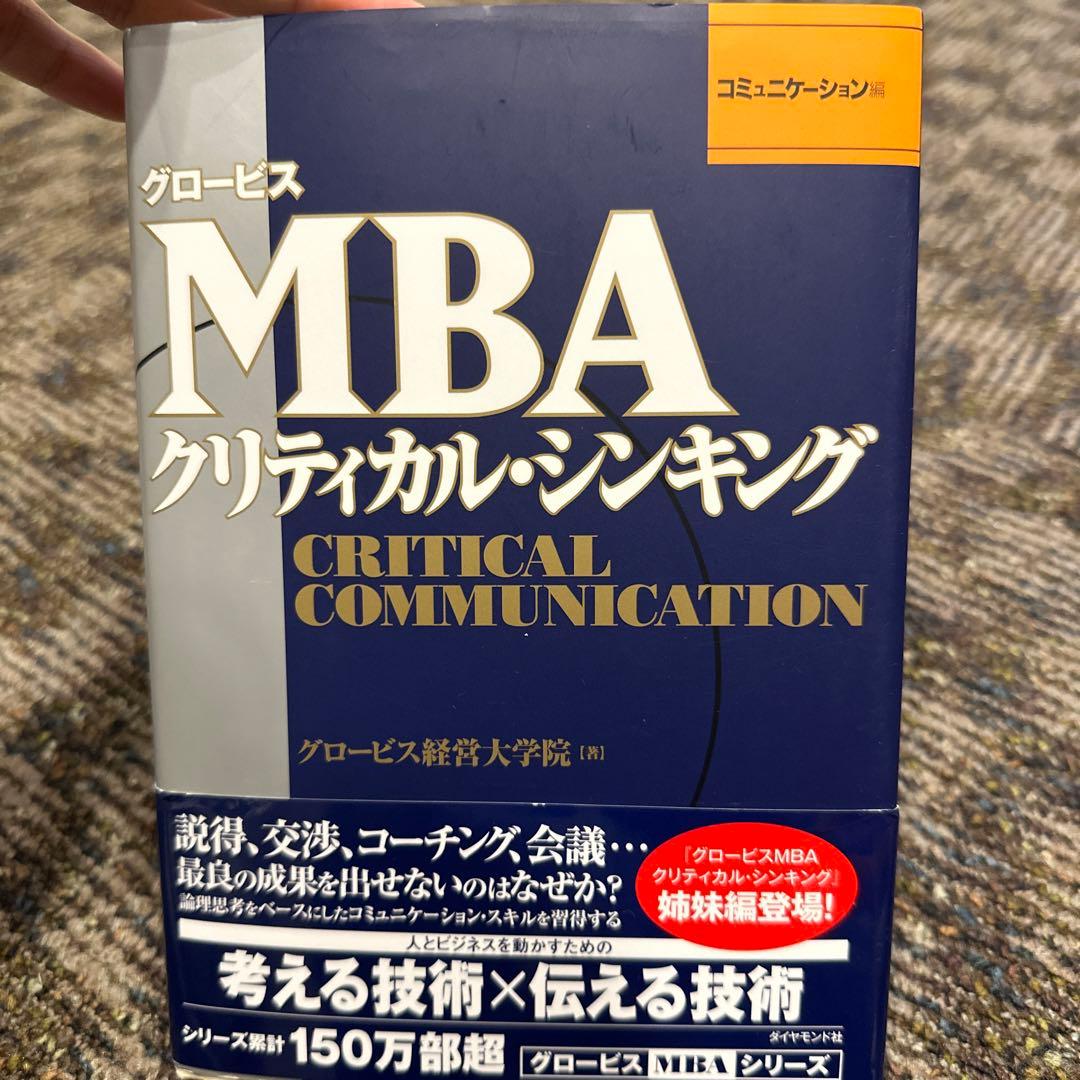 コミュニケーション編
グロービス
MBA
クリティカル・シンキング
CRITICAL
COMMUNICATION
グロービス経営大学院［著］
説得、交渉、コーチング、会議…
最良の成果を出せないのはなぜか?
論理思考をベースにしたコミュニケーション・スキルを習得する
『グロービスMBA
クリティカル・シンキング』
姉妹編登場!
人とビジネスを動かすための
考える技術×伝える技術
ダイヤモンド社
シリーズ累計 150万部超
グロービス MBA シリーズ